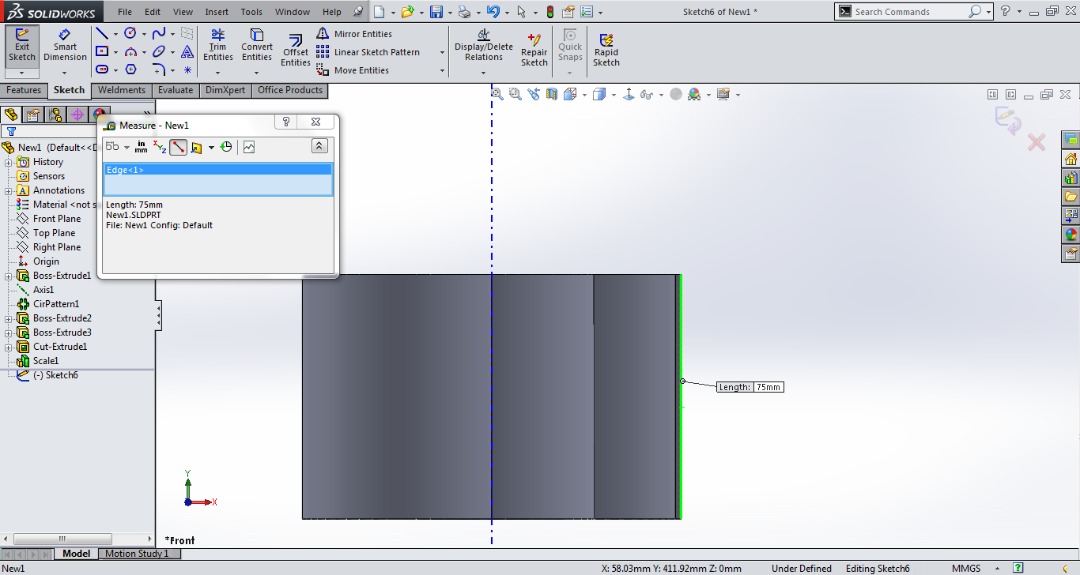 SOLIDWORKS
File Edit View Insert Tools Window Help
Sketch6 of New1 *
Search Commands
Exit Sketch
Smart Dimension
Trim Entities
Convert Entities
Offset Entities
Mirror Entities
Linear Sketch Pattern
Move Entities
Display/Delete Relations
Repair Sketch
Quick Snaps
Rapid Sketch
Features Sketch Weldments Evaluate DimXpert Office Products
Measure - New1
in mm
Edge<1>
Length: 75mm
New1.SLDPRT
File: New1 Config: Default
New1 (Default<<D
History
Sensors
Annotations
Material <not s
Front Plane
Top Plane
Right Plane
Origin
Boss-Extrude1
Axis1
CirPattern1
Boss-Extrude2
Boss-Extrude3
Cut-Extrude1
Scale1
(-) Sketch6
Length: 75mm
Y
X
*Front
Model Motion Study 1
New1
X: 58.03mm Y: 411.92mm Z: 0mm Under Defined Editing Sketch6 MMGS